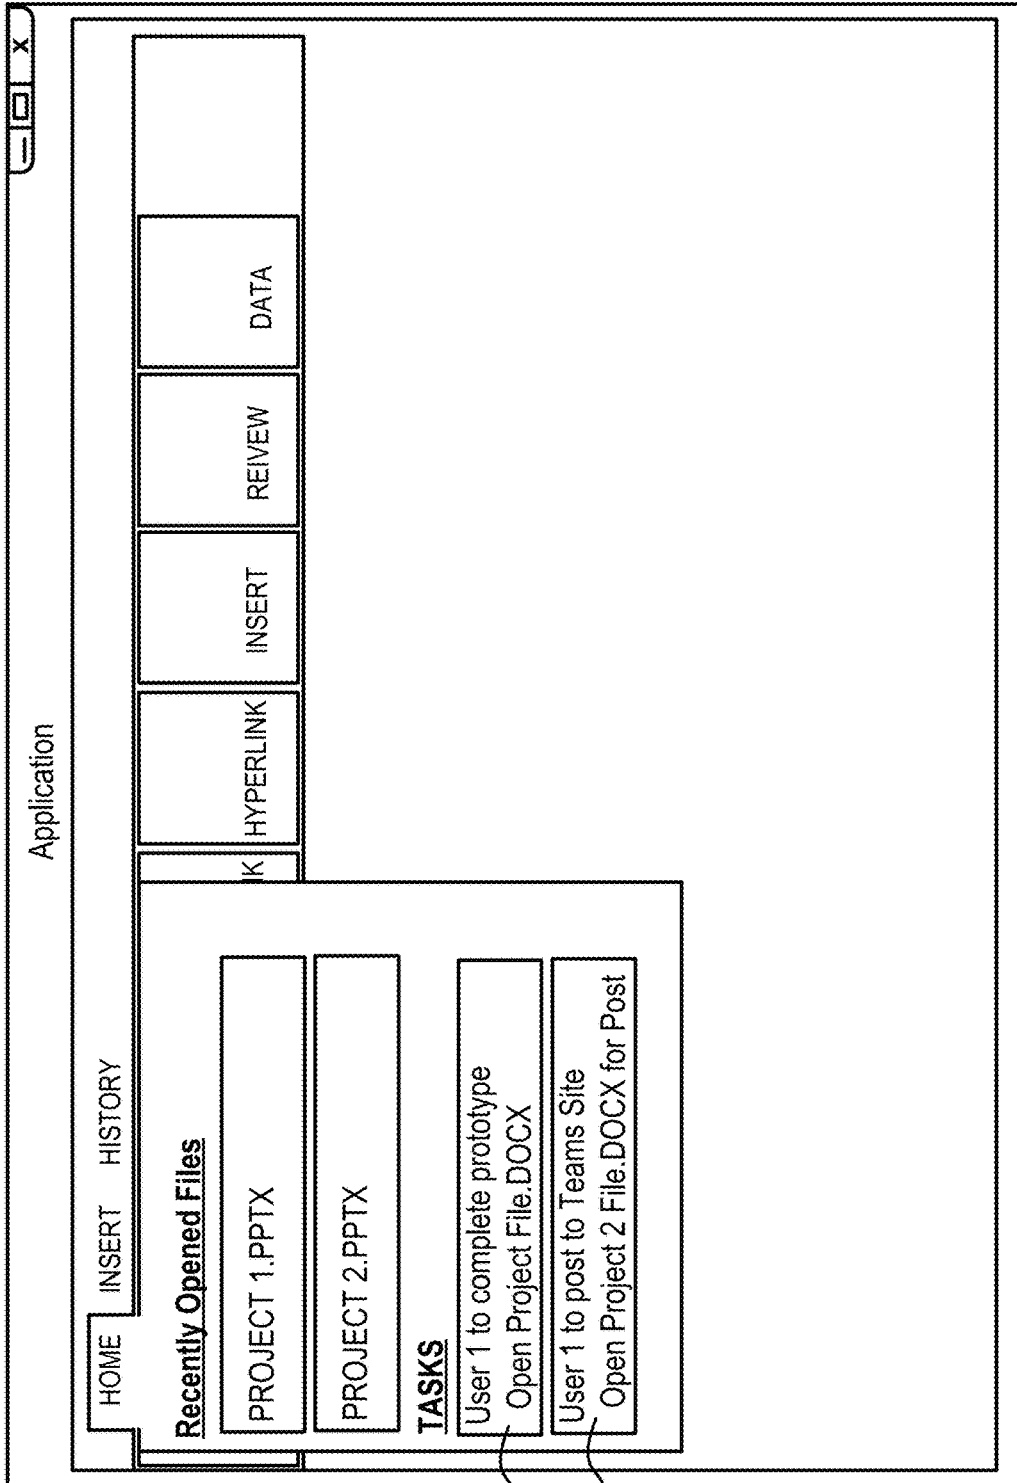 Application
X
HOME INSERT HISTORY
K HYPERLINK INSERT REIVEW DATA
Recently Opened Files
PROJECT 1.PPTX
PROJECT 2.PPTX
TASKS
User 1 to complete prototype
Open Project File.DOCX
User 1 to post to Teams Site
Open Project 2 File.DOCX for Post